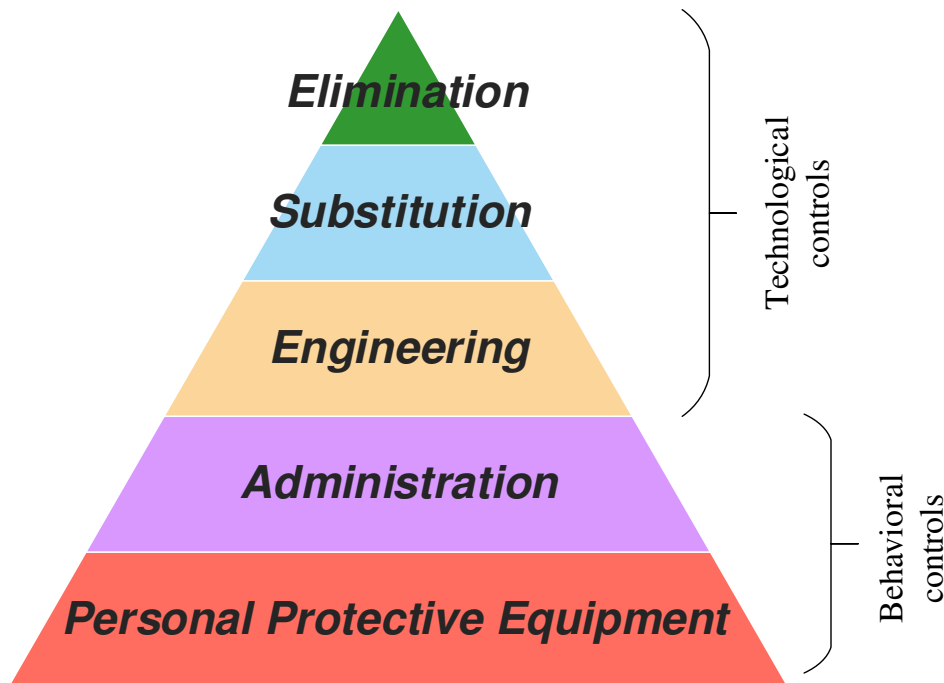 Elimination
Substitution
Engineering
Administration
Personal Protective Equipment
Technological
controls
Behavioral
controls